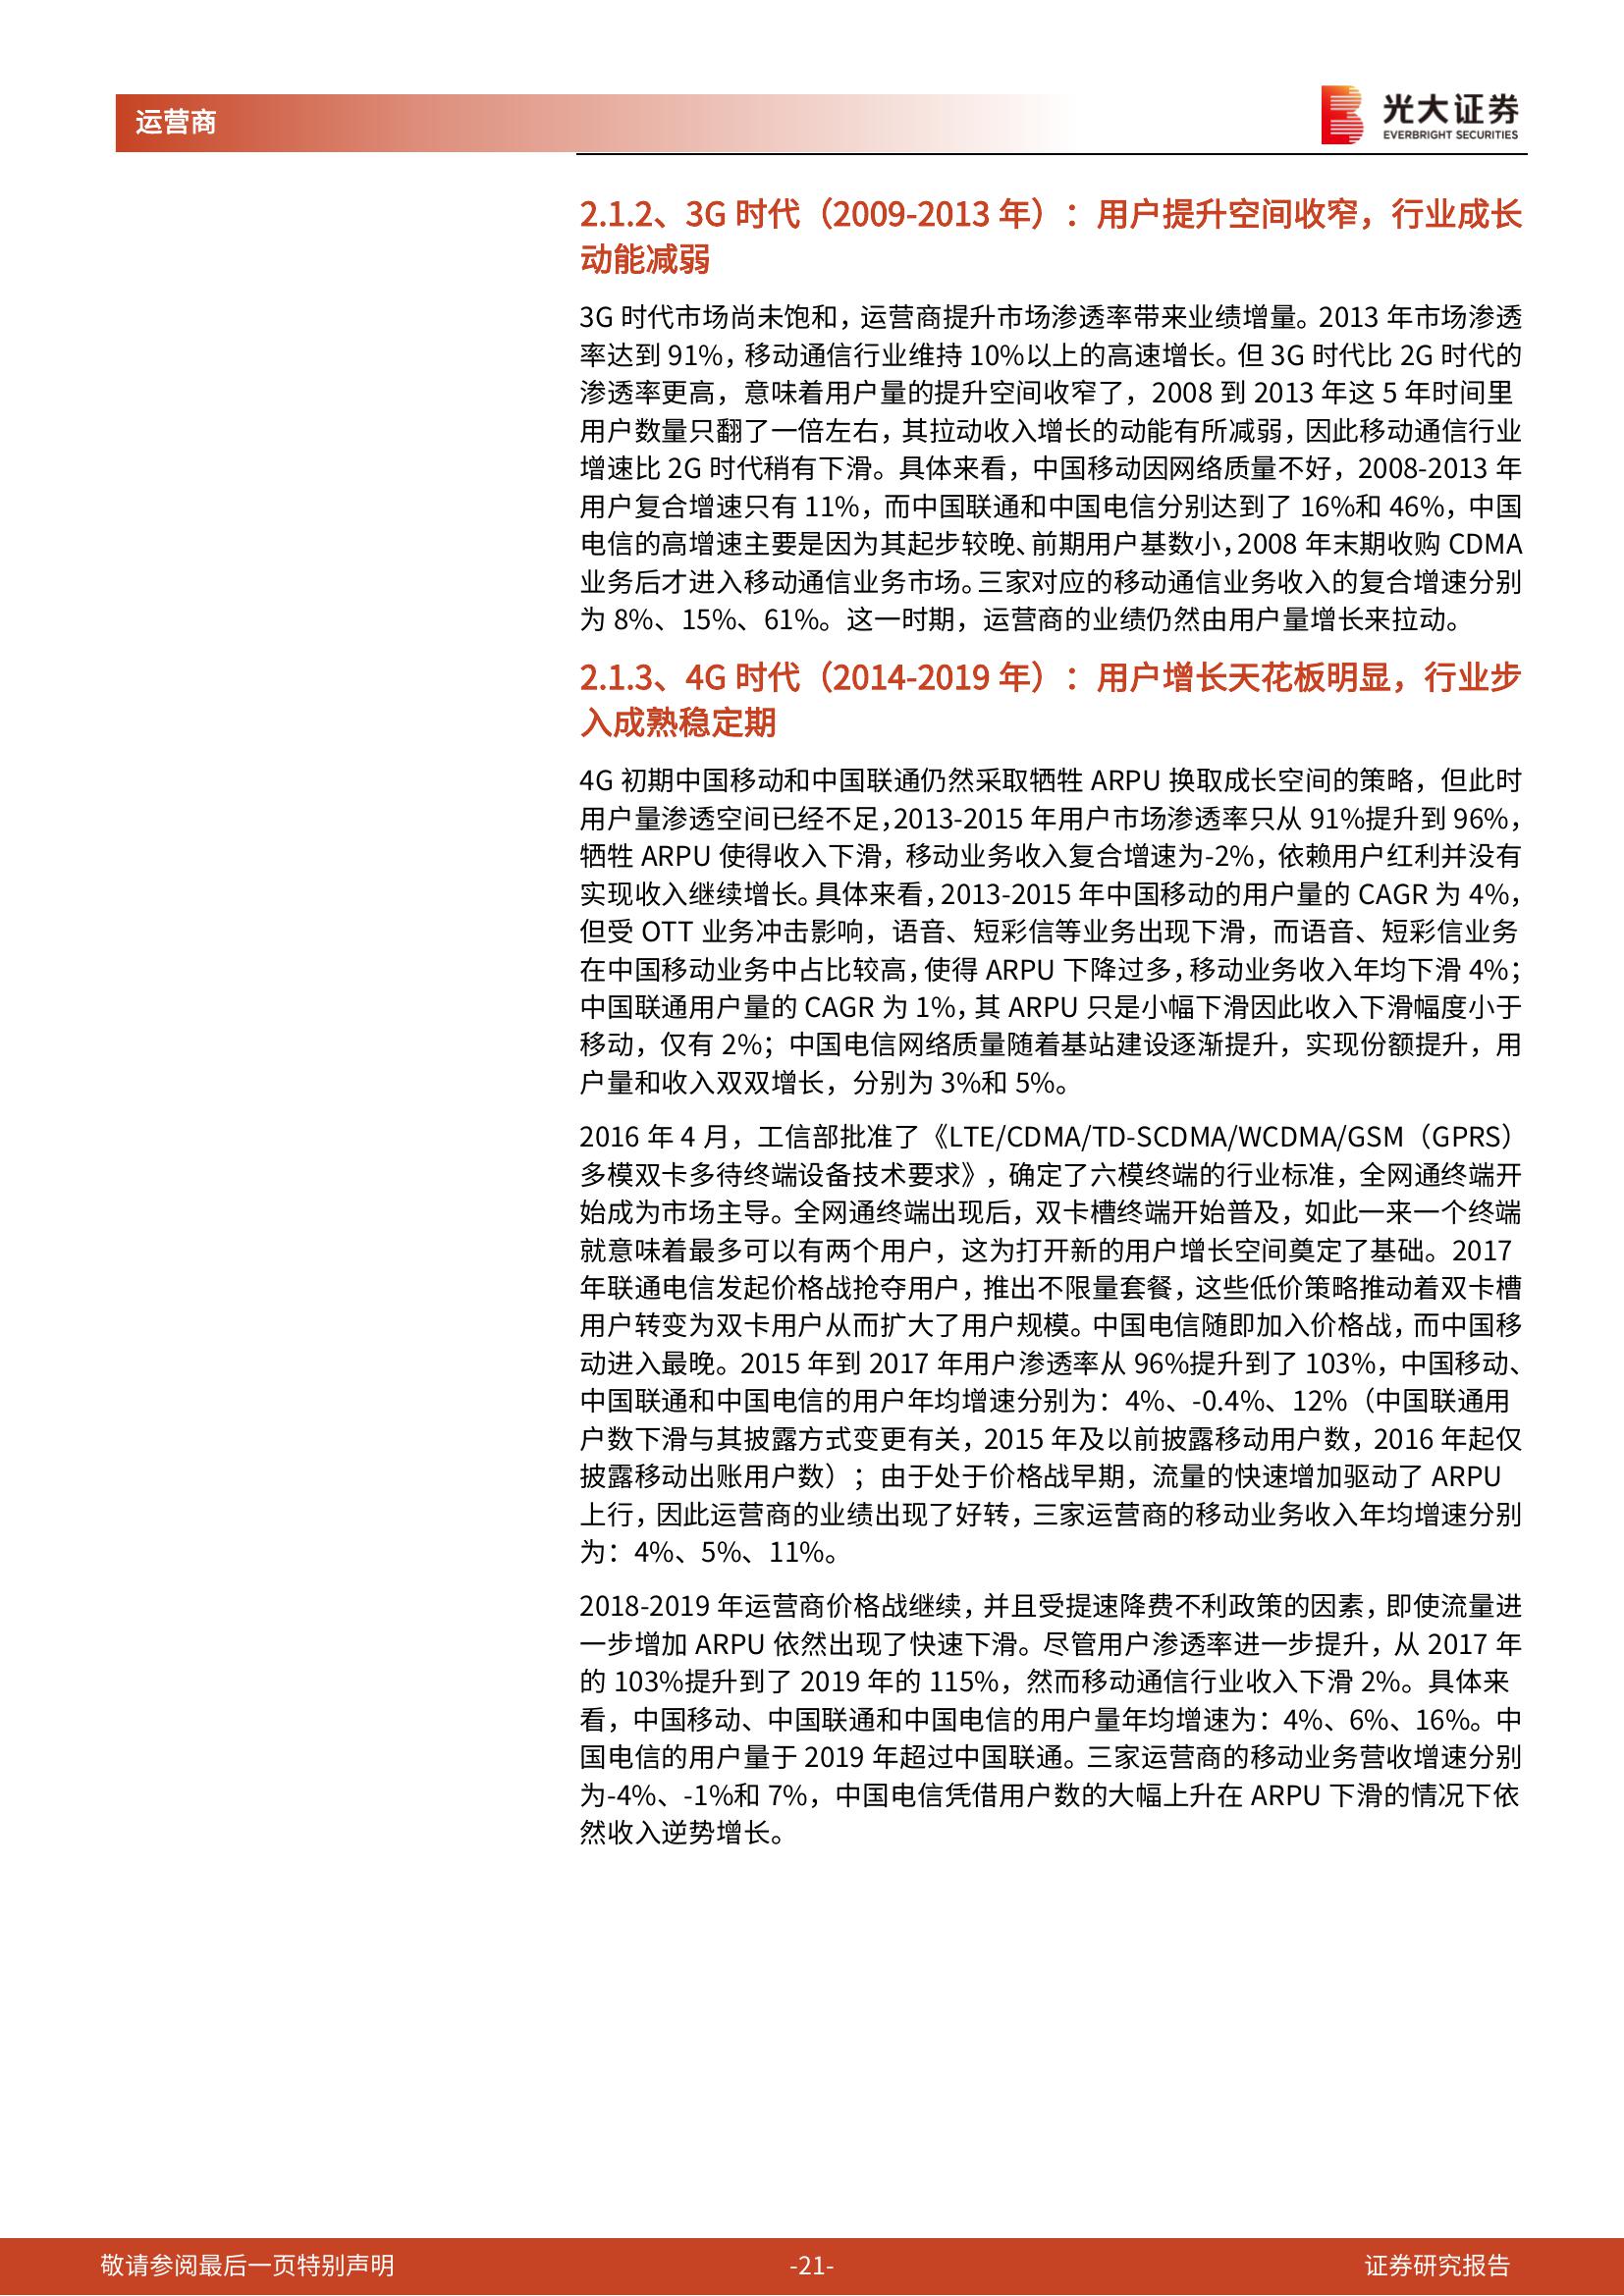 运营商
光大证券
EVERBRIGHT SECURITIES
2.1.2、3G 时代（2009-2013 年）：用户提升空间收窄，行业成长
动能减弱
3G 时代市场尚未饱和，运营商提升市场渗透率带来业绩增量。2013 年市场渗透
率达到 91%，移动通信行业维持 10%以上的高速增长。但 3G 时代比 2G 时代的
渗透率更高，意味着用户量的提升空间收窄了，2008 到 2013 年这 5 年时间里
用户数量只翻了一倍左右，其拉动收入增长的动能有所减弱，因此移动通信行业
增速比 2G 时代稍有下滑。具体来看，中国移动因网络质量不好，2008-2013 年
用户复合增速只有 11%，而中国联通和中国电信分别达到了 16%和 46%，中国
电信的高增速主要是因为其起步较晚、前期用户基数小，2008 年末期收购 CDMA
业务后才进入移动通信业务市场。三家对应的移动通信业务收入的复合增速分别
为 8%、15%、61%。这一时期，运营商的业绩仍然由用户量增长来拉动。
2.1.3、4G 时代（2014-2019 年）：用户增长天花板明显，行业步
入成熟稳定期
4G 初期中国移动和中国联通仍然采取牺牲 ARPU 换取成长空间的策略，但此时
用户量渗透空间已经不足，2013-2015 年用户市场渗透率只从 91%提升到 96%，
牺牲 ARPU 使得收入下滑，移动业务收入复合增速为-2%，依赖用户红利并没有
实现收入继续增长。具体来看，2013-2015 年中国移动的用户量的 CAGR 为 4%，
但受 OTT 业务冲击影响，语音、短彩信等业务出现下滑，而语音、短彩信业务
在中国移动业务中占比较高，使得 ARPU 下降过多，移动业务收入年均下滑 4%；
中国联通用户量的 CAGR 为 1%，其 ARPU 只是小幅下滑因此收入下滑幅度小于
移动，仅有 2%；中国电信网络质量随着基站建设逐渐提升，实现份额提升，用
户量和收入双双增长，分别为 3%和 5%。
2016 年 4 月，工信部批准了《LTE/CDMA/TD-SCDMA/WCDMA/GSM（GPRS）
多模双卡多待终端设备技术要求》，确定了六模终端的行业标准，全网通终端开
始成为市场主导。全网通终端出现后，双卡槽终端开始普及，如此一来一个终端
就意味着最多可以有两个用户，这为打开新的用户增长空间奠定了基础。2017
年联通电信发起价格战抢夺用户，推出不限量套餐，这些低价策略推动着双卡槽
用户转变为双卡用户从而扩大了用户规模。中国电信随即加入价格战，而中国移
动进入最晚。2015 年到 2017 年用户渗透率从 96%提升到了 103%，中国移动、
中国联通和中国电信的用户年均增速分别为：4%、-0.4%、12%（中国联通用
户数下滑与其披露方式变更有关，2015 年及以前披露移动用户数，2016 年起仅
披露移动出账用户数）；由于处于价格战早期，流量的快速增加驱动了 ARPU
上行，因此运营商的业绩出现了好转，三家运营商的移动业务收入年均增速分别
为：4%、5%、11%。
2018-2019 年运营商价格战继续，并且受提速降费不利政策的因素，即使流量进
一步增加 ARPU 依然出现了快速下滑。尽管用户渗透率进一步提升，从 2017 年
的 103%提升到了 2019 年的 115%，然而移动通信行业收入下滑 2%。具体来
看，中国移动、中国联通和中国电信的用户量年均增速为：4%、6%、16%。中
国电信的用户量于 2019 年超过中国联通。三家运营商的移动业务营收增速分别
为-4%、-1%和 7%，中国电信凭借用户数的大幅上升在 ARPU 下滑的情况下依
然收入逆势增长。
敬请参阅最后一页特别声明
-21-
证券研究报告